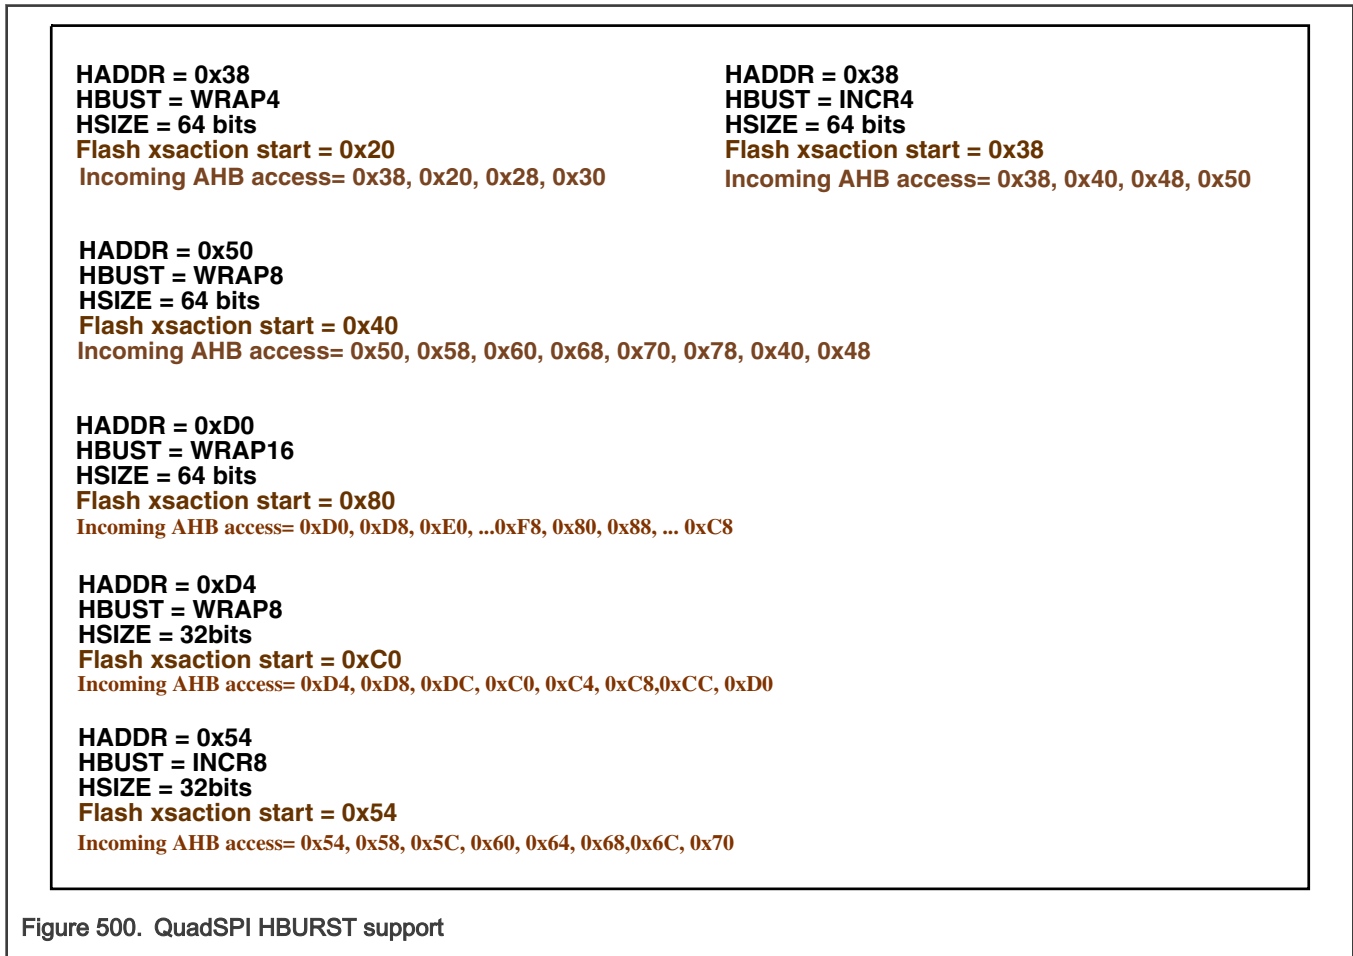 HADDR = 0x38
HBUST = WRAP4
HSIZE = 64 bits
Flash xsaction start = 0x20
Incoming AHB access= 0x38, 0x20, 0x28, 0x30
HADDR = 0x38
HBUST = INCR4
HSIZE = 64 bits
Flash xsaction start = 0x38
Incoming AHB access= 0x38, 0x40, 0x48, 0x50
HADDR = 0x50
HBUST = WRAP8
HSIZE = 64 bits
Flash xsaction start = 0x40
Incoming AHB access= 0x50, 0x58, 0x60, 0x68, 0x70, 0x78, 0x40, 0x48
HADDR = 0xD0
HBUST = WRAP16
HSIZE = 64 bits
Flash xsaction start = 0x80
Incoming AHB access= 0xD0, 0xD8, 0xE0, ...0xF8, 0x80, 0x88, ... 0xC8
HADDR = 0xD4
HBUST = WRAP8
HSIZE = 32bits
Flash xsaction start = 0xC0
Incoming AHB access= 0xD4, 0xD8, 0xDC, 0xC0, 0xC4, 0xC8,0xCC, 0xD0
HADDR = 0x54
HBUST = INCR8
HSIZE = 32bits
Flash xsaction start = 0x54
Incoming AHB access= 0x54, 0x58, 0x5C, 0x60, 0x64, 0x68,0x6C, 0x70
Figure 500. QuadSPI HBURST support